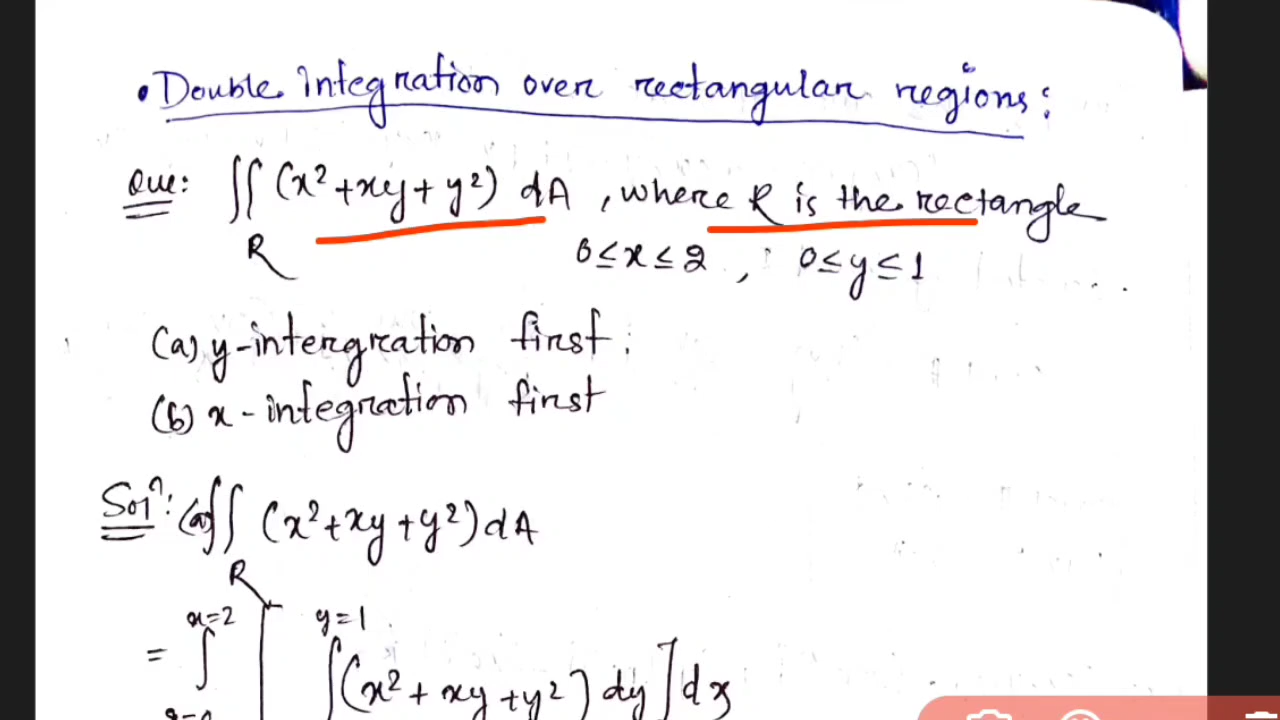 • Double integration over rectangular regions:
Que: ∬ (x²+xy+y²) dA , where R is the rectangle
R 0≤x≤2 , 0≤y≤1
(a) y-intergration first:
(b) x-integration first
Solⁿ: (a) ∬ (x²+xy+y²) dA
R
x=2 y=1
= ∫ [ ∫(x²+xy+y²) dy] dx